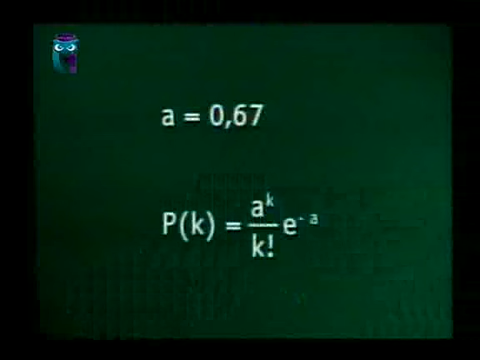 a = 0,67
P(k) = a^k / k! e^-a